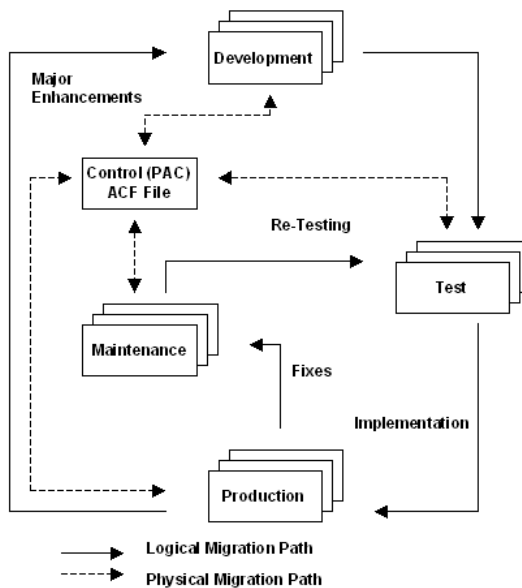 Development
Major
Enhancements
Control (PAC)
ACF File
Re-Testing
Test
Maintenance
Fixes
Implementation
Production
Logical Migration Path
Physical Migration Path